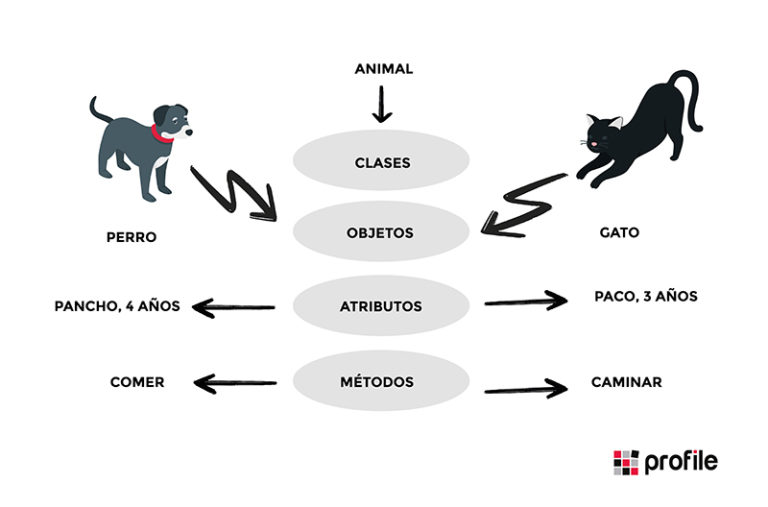 ANIMAL
CLASES
OBJETOS
PERRO
GATO
PANCHO, 4 AÑOS
ATRIBUTOS
PACO, 3 AÑOS
COMER
MÉTODOS
CAMINAR
profile